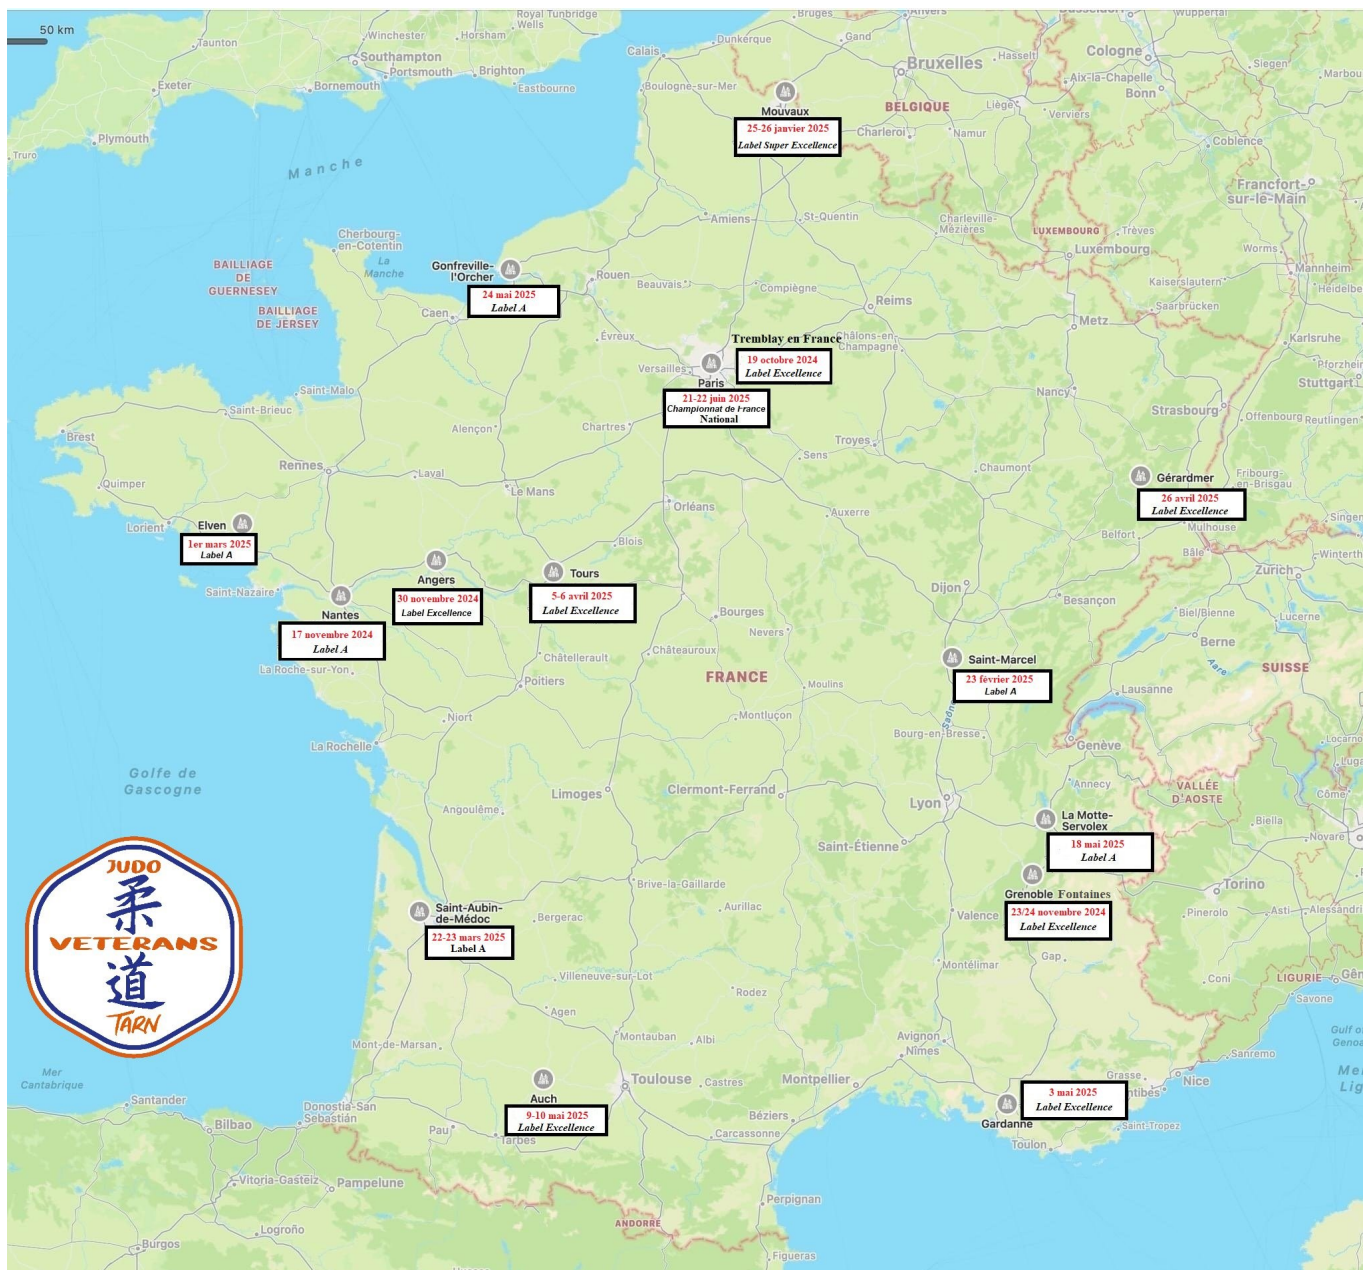 50 km
Royal Tunbridge
Wells
Bruges
Anvers
Düsseldorf
Wuppertal
Taunton
Winchester
Horsham
Dunkerque
Gand
Hasselt
Cologne
Siegen
Southampton
Portsmouth
Brighton
Calais
Bruxelles
Aix-la-Chapelle
Bonn
Marbou
Exeter
Bornemouth
Eastbourne
Boulogne-sur-Mer
Mouvaux
25-26 janvier 2025
Label Super Excellence
BELGIQUE
Liège
Verviers
Plymouth
Charleroi
Namur
Coblence
Truro
Manche
Francfort-
sur-le-Main
Amiens
St-Quentin
Charleville-
Mézières
LUXEMBOURG
Trèves
Luxembourg
Worms
Cherbourg-
en-Cotentin
La
Manche
BAILLIAGE
DE
GUERNESEY
BAILLIAGE
DE JERSEY
Gonfreville-
l'Orcher
24 mai 2025
Label A
Rouen
Beauvais
Compiègne
Reims
Kaiserslautern
Mannheim
Heidelbe
Sarrebruck
Caen
Évreux
Metz
Karlsruhe
Tremblay en France
19 octobre 2024
Label Excellence
Châlons-en-
Champagne
Versailles
Paris
21-22 juin 2025
Championnat de France
National
Pforzheim
Stuttgart
Nancy
Strasbourg
Offenbourg
Reutlingen
Saint-Malo
Saint-Brieuc
Brest
Alençon
Chartres
Troyes
Sens
Chaumont
Gérardmer
26 avril 2025
Label Excellence
Fribourg-
en-Brisgau
Rennes
Laval
Quimper
Le Mans
Orléans
Auxerre
Mulhouse
Singen
Lorient
Elven
1er mars 2025
Label A
Blois
Belfort
Bâle
Winterth
Zurich
Angers
30 novembre 2024
Label Excellence
Tours
5-6 avril 2025
Label Excellence
Saint-Nazaire
Nantes
17 novembre 2024
Label A
Dijon
Besançon
Bourges
Nevers
Biel/Bienne
Lucerne
Berne
Aare
SUISSE
Châtellerault
Châteauroux
Saint-Marcel
23 février 2025
Label A
La Roche-sur-Yon
Poitiers
FRANCE
Moulins
Lausanne
Niort
Montluçon
Saône
Bourg-en-Bresse
La Rochelle
Genève
Locarno
Luga
Golfe de
Gascogne
Limoges
Clermont-Ferrand
Lyon
Annecy
VALLÉE
D'AOSTE
Côme
Angoulême
La Motte-
Servolex
18 mai 2025
Label A
Biella
Novare
Saint-Étienne
JUDO
柔
VETERANS
道
TARN
Brive-la-Gaillarde
Grenoble Fontaines
23/24 novembre 2024
Label Excellence
Torino
Saint-Aubin-
de-Médoc
22-23 mars 2025
Label A
Bergerac
Aurillac
Valence
Pinerolo
Asti
Alessandri
Gap
Montélimar
Villeneuve-sur-Lot
Coni
LIGURIE
Gên
Rodez
Savone
Agen
Mont-de-Marsan
Montauban
Albi
Avignon
Nîmes
Gulf o
Genoa
Sanremo
Mer
Cantabrique
Grasse
Nice
Me
Lig
Santander
Donostia-San
Sebastián
Auch
9-10 mai 2025
Label Excellence
Toulouse
Castres
Montpellier
3 mai 2025
Label Excellence
ntibes
Gardanne
Saint-Tropez
Bilbao
Pau
Tarbes
Béziers
Carcassonne
Toulon
Vitoria-Gasteiz
Pampelune
Perpignan
Logroño
ANDORRE
Burgos
Figueras